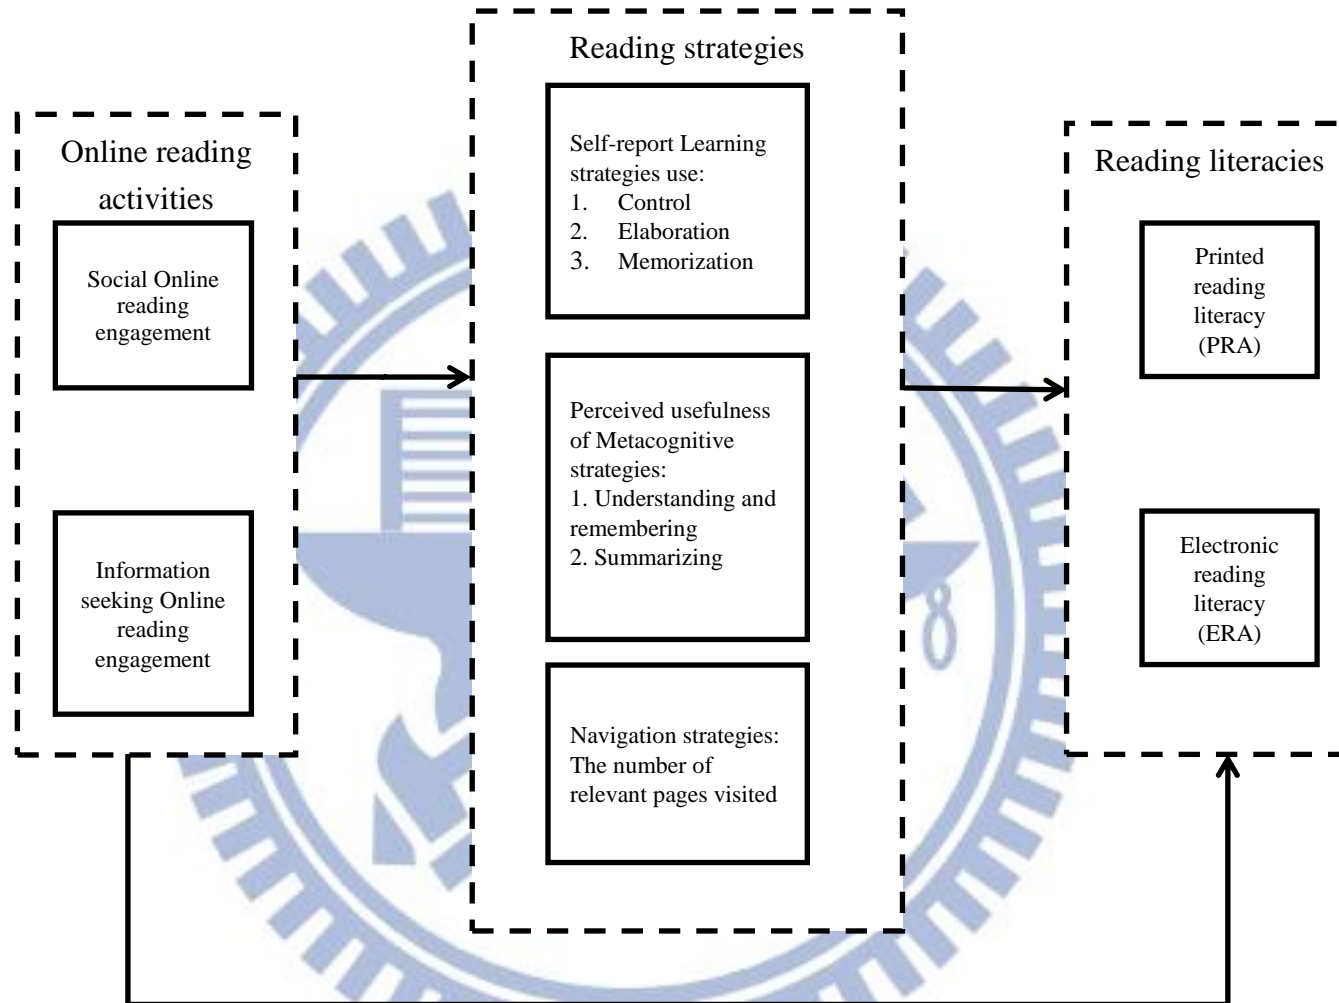 Online reading
activities
Social Online
reading
engagement
Information
seeking Online
reading
engagement
Reading strategies
Self-report Learning
strategies use:
1. Control
2. Elaboration
3. Memorization
Perceived usefulness
of Metacognitive
strategies:
1. Understanding and
remembering
2. Summarizing
Navigation strategies:
The number of
relevant pages visited
Reading literacies
Printed
reading
literacy
(PRA)
Electronic
reading
literacy
(ERA)